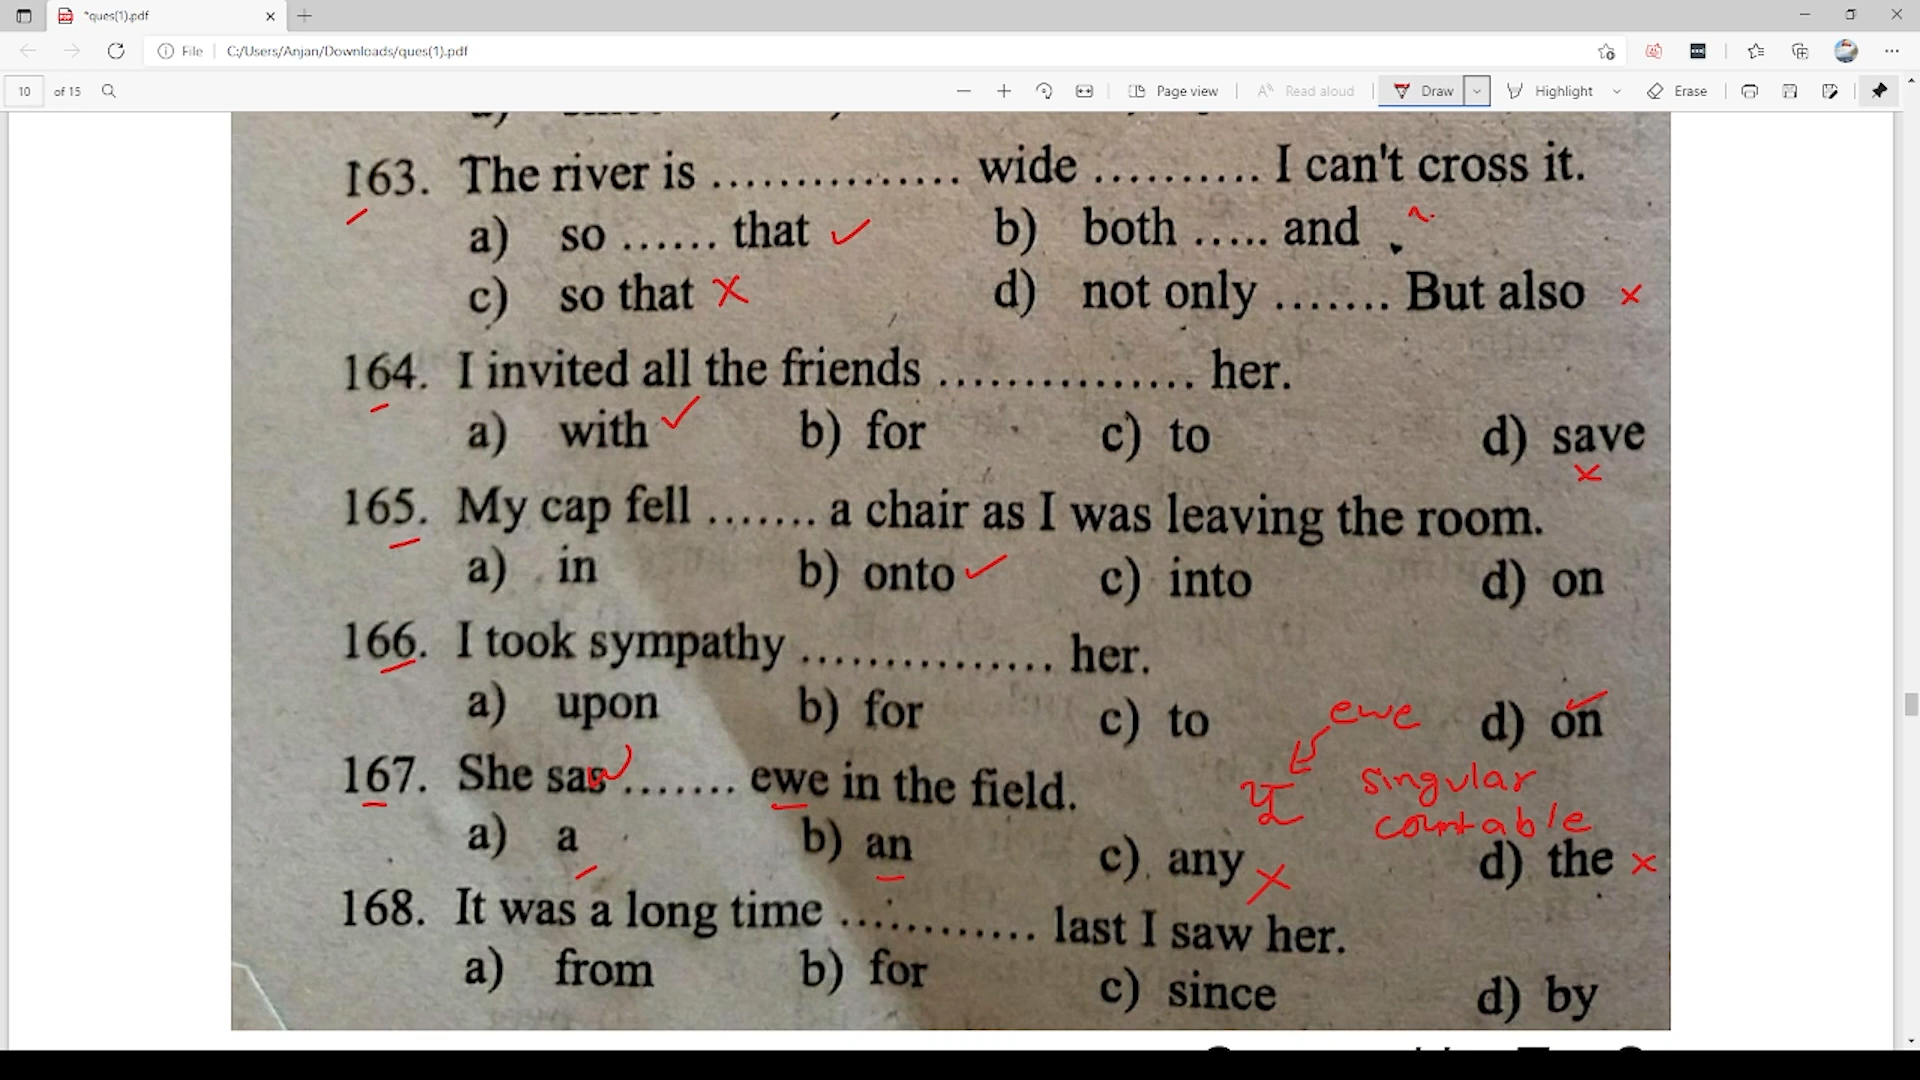 *ques(1).pdf
File C:/Users/Anjan/Downloads/ques(1).pdf
10 of 15 Page view Read aloud Draw Highlight Erase
163. The river is ............... wide .......... I can't cross it.
a) so ...... that b) both ..... and
c) so that d) not only ....... But also
164. I invited all the friends ............... her.
a) with b) for c) to d) save
165. My cap fell ....... a chair as I was leaving the room.
a) in b) onto c) into d) on
166. I took sympathy ............... her.
a) upon b) for c) to d) on
ewe
167. She saw ....... ewe in the field.
यु singular
countable
a) a b) an c) any d) the
168. It was a long time ............. last I saw her.
a) from b) for c) since d) by